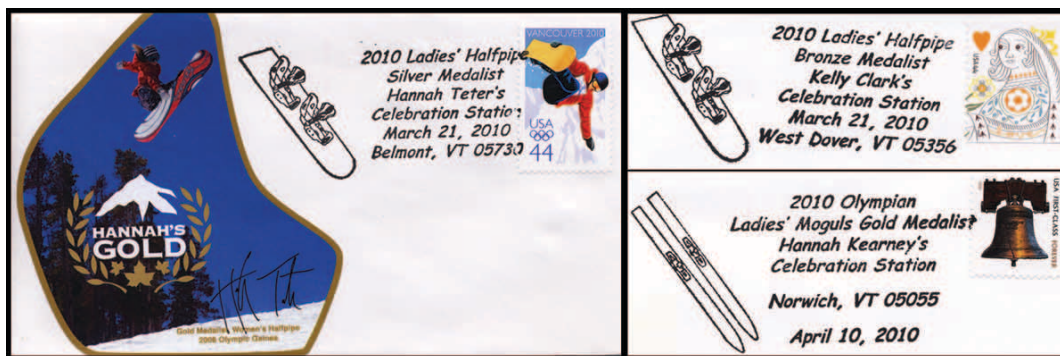 HANNAH'S
GOLD
Gold Medalist, Women's Halfpipe
2006 Olympic Games
2010 Ladies' Halfpipe
Silver Medalist
Hannah Teter's
Celebration Station
March 21, 2010
Belmont, VT 05730
VANCOUVER 2010
USA
44
2010 Ladies' Halfpipe
Bronze Medalist
Kelly Clark's
Celebration Station
March 21, 2010
West Dover, VT 05356
USA44
2010 Olympian
Ladies' Moguls Gold Medalist
Hannah Kearney's
Celebration Station
Norwich, VT 05055
April 10, 2010
USA FIRST-CLASS FOREVER